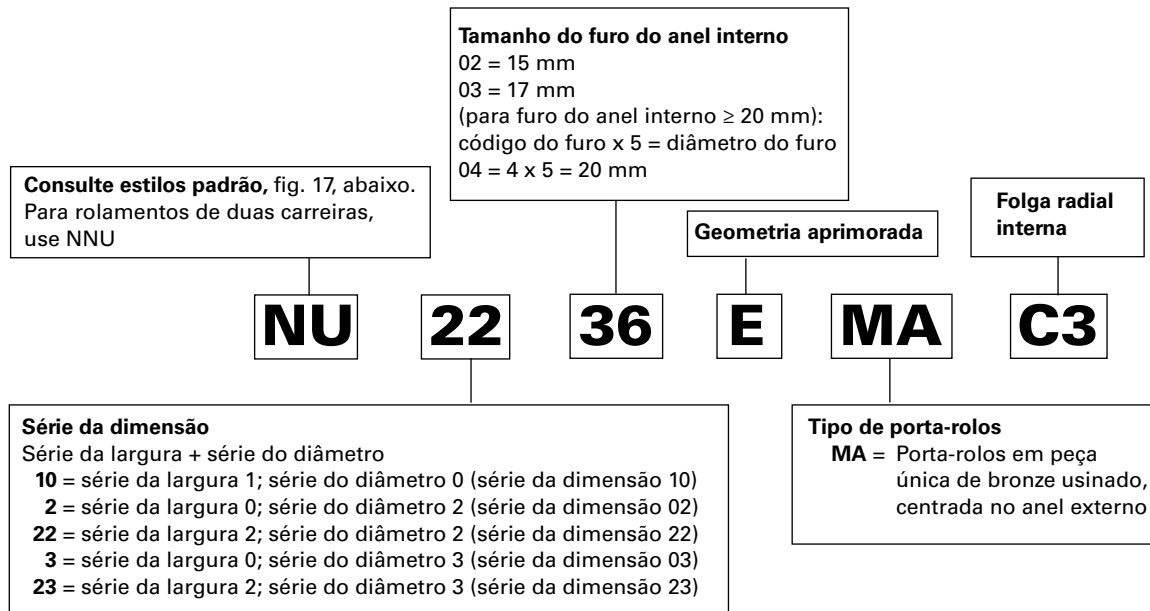 Tamanho do furo do anel interno
02 = 15 mm
03 = 17 mm
(para furo do anel interno ≥ 20 mm):
código do furo x 5 = diâmetro do furo
04 = 4 x 5 = 20 mm
Consulte estilos padrão, fig. 17, abaixo.
Para rolamentos de duas carreiras,
use NNU
Geometria aprimorada
Folga radial
interna
NU 22 36 E MA C3
Série da dimensão
Série da largura + série do diâmetro
10 = série da largura 1; série do diâmetro 0 (série da dimensão 10)
2 = série da largura 0; série do diâmetro 2 (série da dimensão 02)
22 = série da largura 2; série do diâmetro 2 (série da dimensão 22)
3 = série da largura 0; série do diâmetro 3 (série da dimensão 03)
23 = série da largura 2; série do diâmetro 3 (série da dimensão 23)
Tipo de porta-rolos
MA = Porta-rolos em peça
única de bronze usinado,
centrada no anel externo